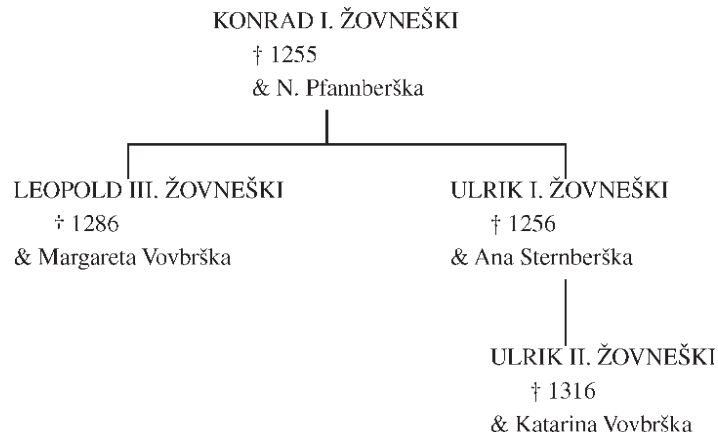 KONRAD I. ŽOVNEŠKI
† 1255
& N. Pfannberška
LEOPOLD III. ŽOVNEŠKI
† 1286
& Margareta Vovbrška
ULRIK I. ŽOVNEŠKI
† 1256
& Ana Sternberška
ULRIK II. ŽOVNEŠKI
† 1316
& Katarina Vovbrška